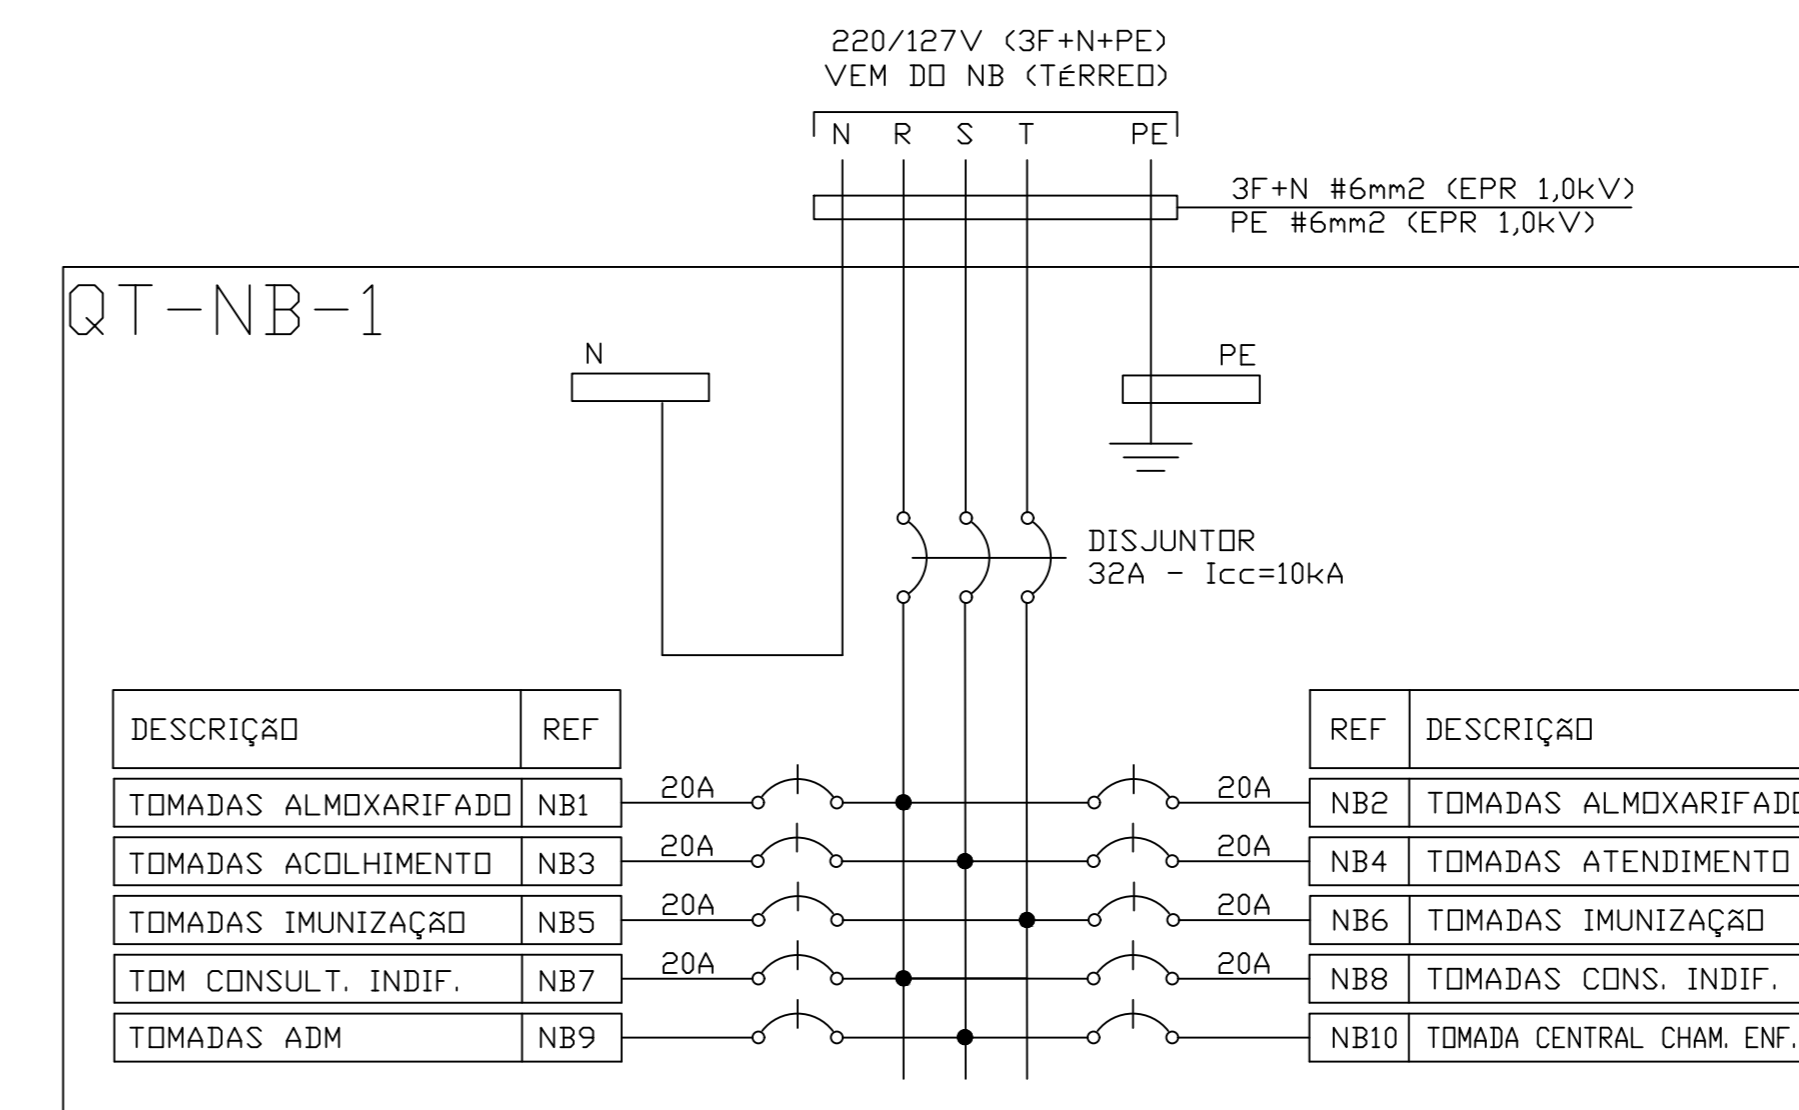 220/127V (3F+N+PE)
VEM DO NB (TéRREO)
N R S T PE
3F+N #6mm2 (EPR 1,0kV)
PE #6mm2 (EPR 1,0kV)
QT-NB-1
N
PE
DISJUNTOR
32A - Icc=10kA
DESCRIÇãO REF REF DESCRIÇãO
TOMADAS ALMOXARIFADO NB1 20A 20A NB2 TOMADAS ALMOXARIFADO
TOMADAS ACOLHIMENTO NB3 20A 20A NB4 TOMADAS ATENDIMENTO
TOMADAS IMUNIZAÇãO NB5 20A 20A NB6 TOMADAS IMUNIZAÇãO
TOM CONSULT. INDIF. NB7 20A 20A NB8 TOMADAS CONS. INDIF.
TOMADAS ADM NB9 NB10 TOMADA CENTRAL CHAM. ENF.